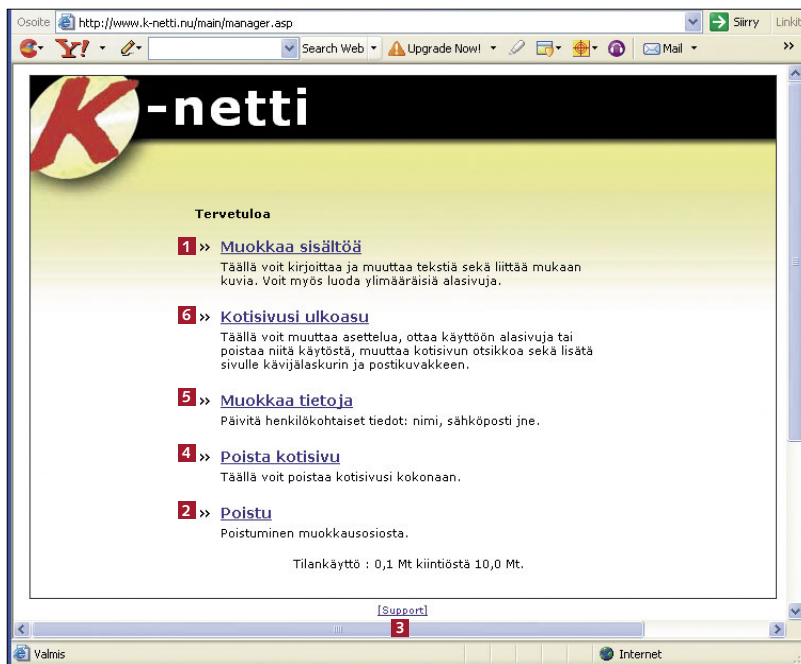 Osoite http://www.k-netti.nu/main/manager.asp Siirry Linkit
Y! Search Web Upgrade Now! Mail »
K-netti
Tervetuloa
1 » Muokkaa sisältöä
Täällä voit kirjoittaa ja muuttaa tekstiä sekä liittää mukaan
kuvia. Voit myös luoda ylimääräisiä alasivuja.
6 » Kotisivusi ulkoasu
Täällä voit muuttaa asettelua, ottaa käyttöön alasivuja tai
poistaa niitä käytöstä, muuttaa kotisivun otsikkoa sekä lisätä
sivulle kävijälaskurin ja postikuvakkeen.
5 » Muokkaa tietoja
Päivitä henkilökohtaiset tiedot: nimi, sähköposti jne.
4 » Poista kotisivu
Täällä voit poistaa kotisivusi kokonaan.
2 » Poistu
Poistuminen muokkausosiosta.
Tilankäyttö : 0,1 Mt kiintiöstä 10,0 Mt.
[Support]
3
Valmis Internet